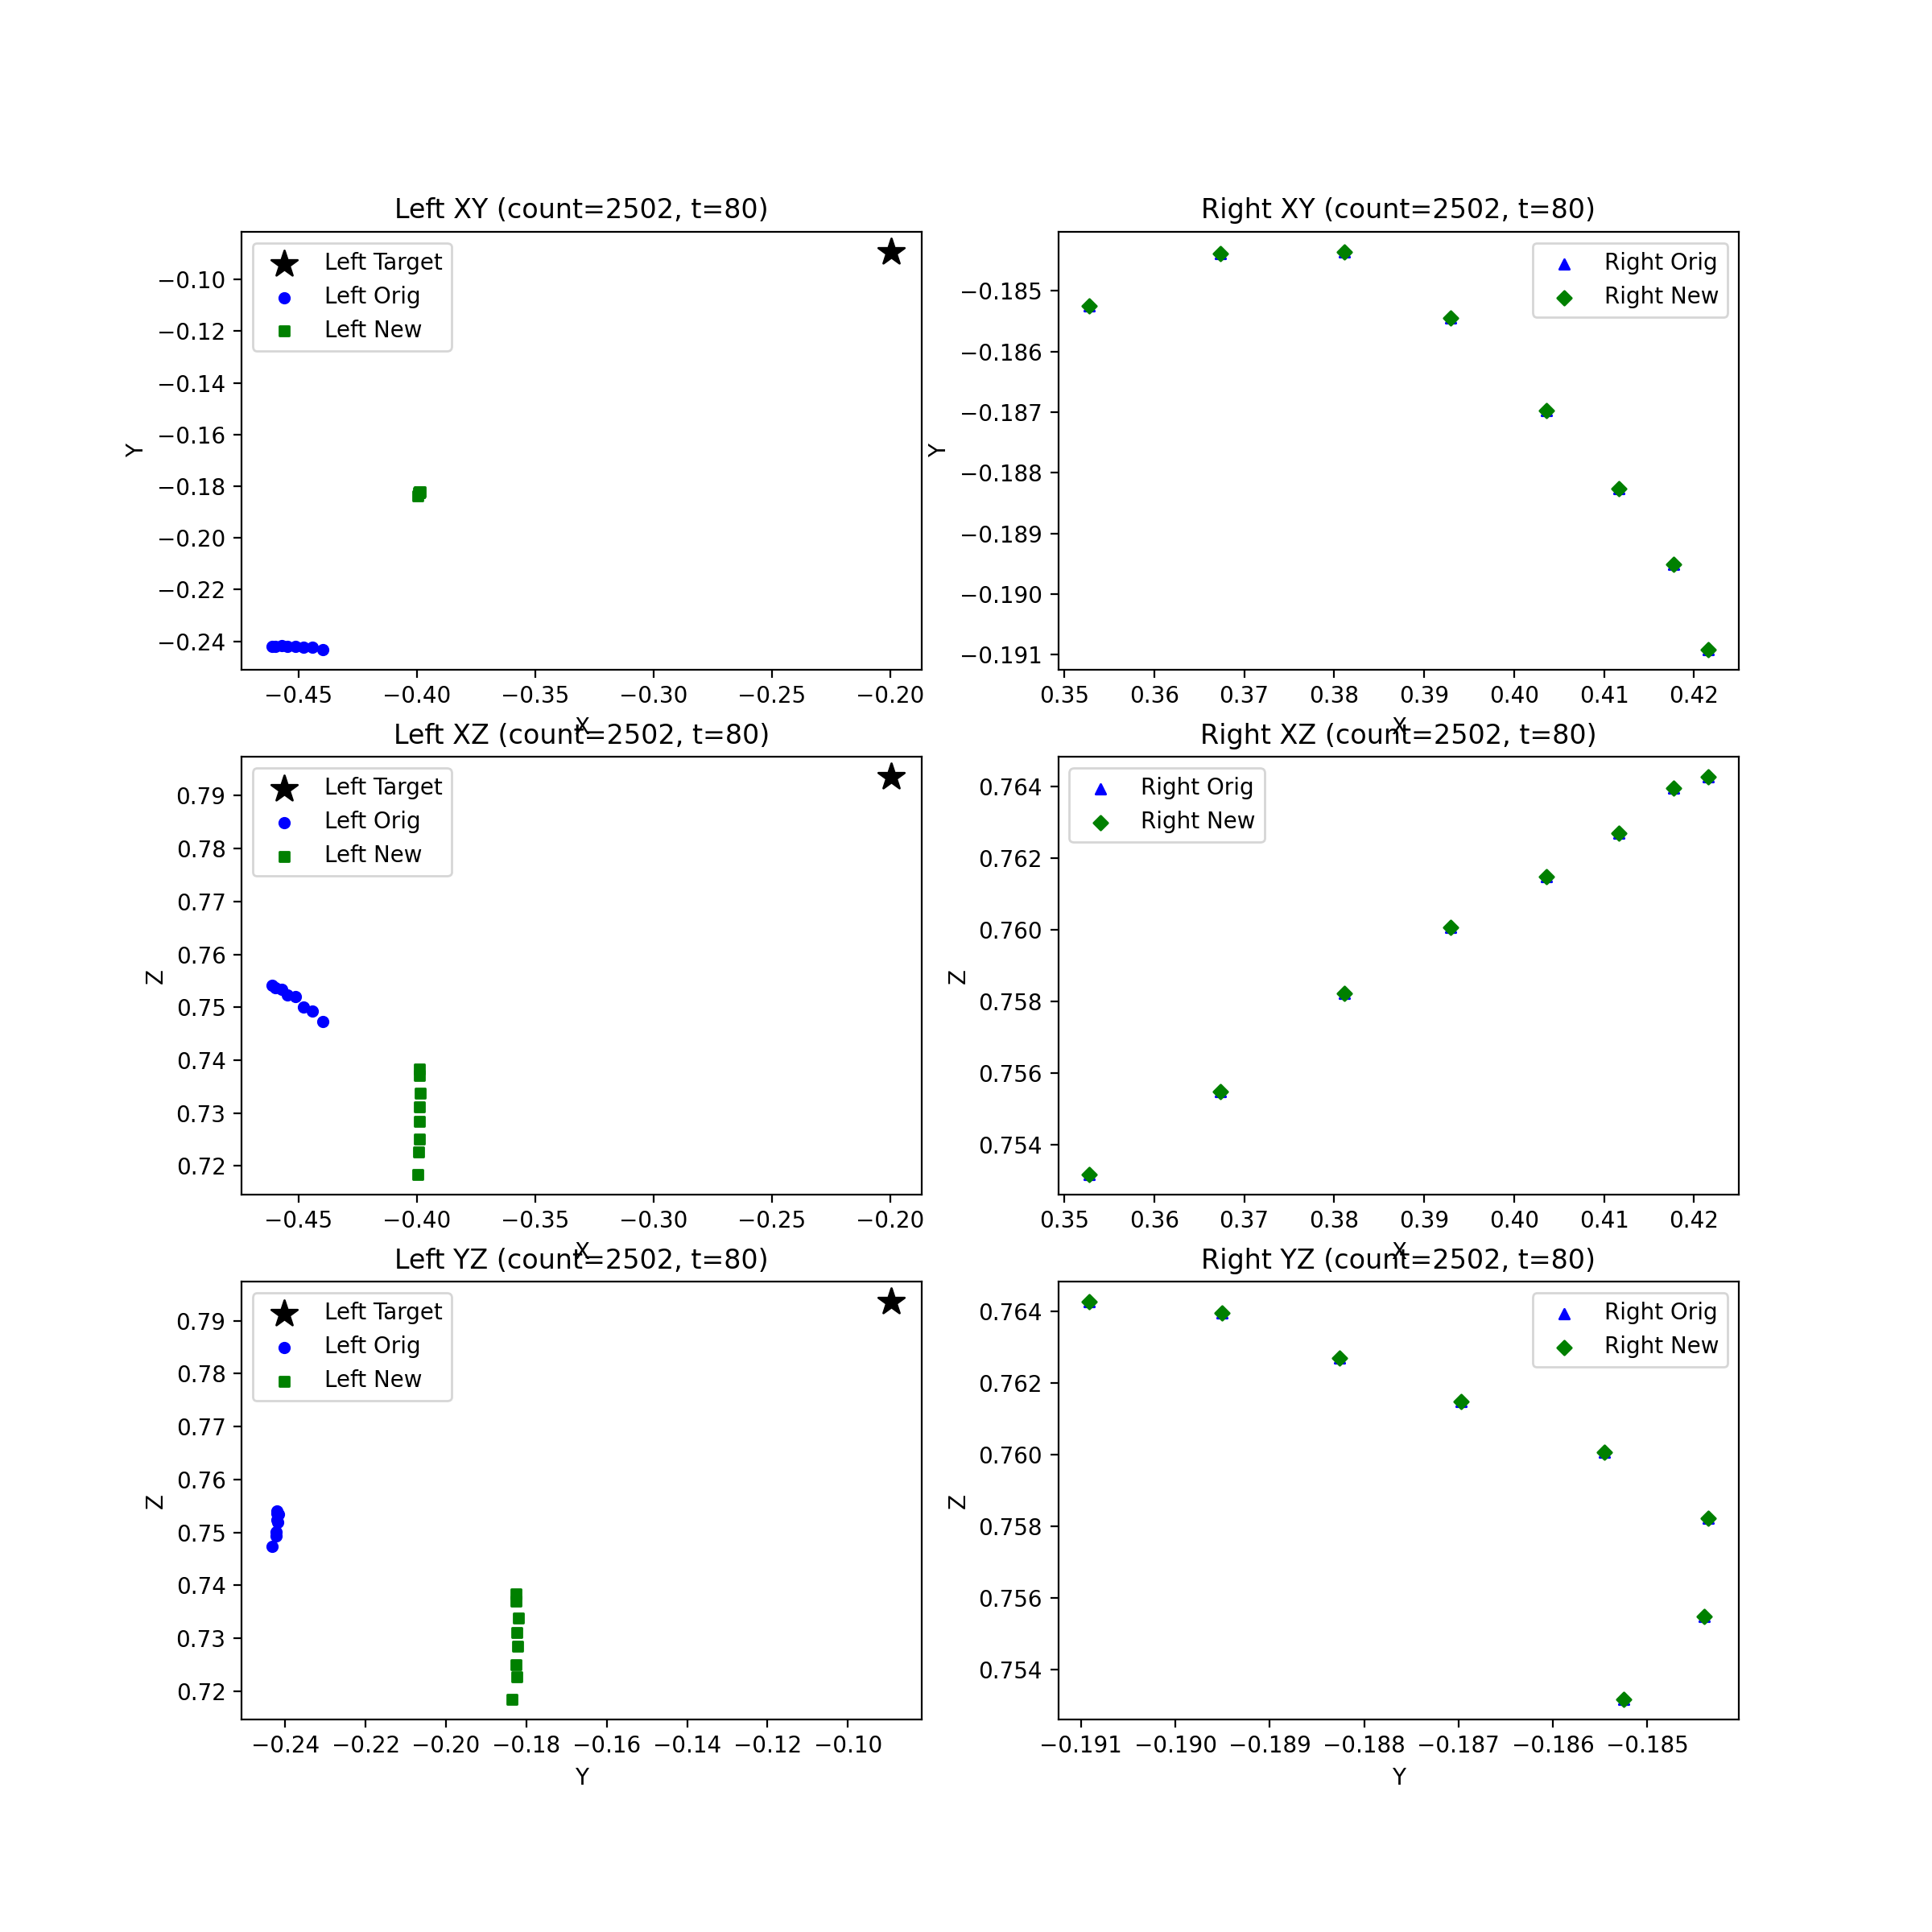 Left XY (count=2502, t=80)
Left Target
Left Orig
Left New
−0.10
−0.12
−0.14
−0.16
−0.18
−0.20
−0.22
−0.24
Y
−0.45 −0.40 −0.35 −0.30 −0.25 −0.20
X
Right XY (count=2502, t=80)
Right Orig
Right New
−0.185
−0.186
−0.187
−0.188
−0.189
−0.190
−0.191
Y
0.35 0.36 0.37 0.38 0.39 0.40 0.41 0.42
X
Left XZ (count=2502, t=80)
Left Target
Left Orig
Left New
0.79
0.78
0.77
0.76
0.75
0.74
0.73
0.72
Z
−0.45 −0.40 −0.35 −0.30 −0.25 −0.20
X
Right XZ (count=2502, t=80)
Right Orig
Right New
0.764
0.762
0.760
0.758
0.756
0.754
Z
0.35 0.36 0.37 0.38 0.39 0.40 0.41 0.42
X
Left YZ (count=2502, t=80)
Left Target
Left Orig
Left New
0.79
0.78
0.77
0.76
0.75
0.74
0.73
0.72
Z
−0.24 −0.22 −0.20 −0.18 −0.16 −0.14 −0.12 −0.10
Y
Right YZ (count=2502, t=80)
Right Orig
Right New
0.764
0.762
0.760
0.758
0.756
0.754
Z
−0.191 −0.190 −0.189 −0.188 −0.187 −0.186 −0.185
Y